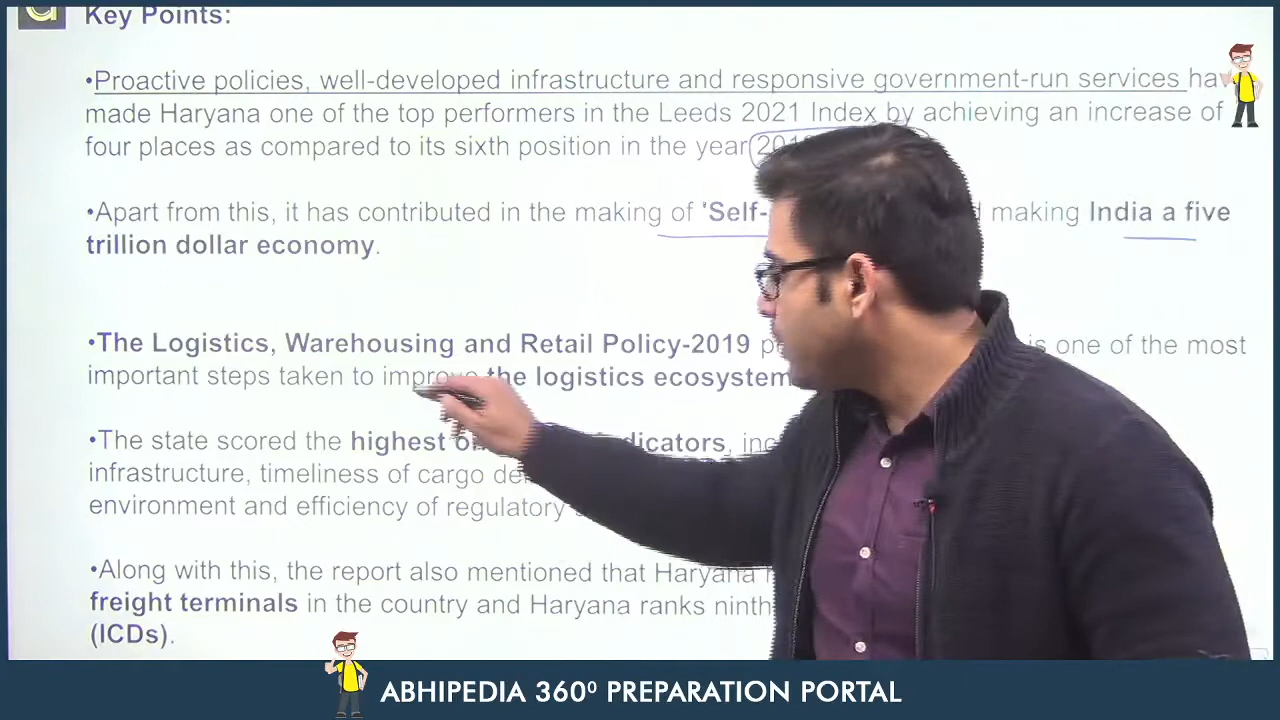 Key Points:
•Proactive policies, well-developed infrastructure and responsive government-run services hav
made Haryana one of the top performers in the Leeds 2021 Index by achieving an increase of
four places as compared to its sixth position in the year
•Apart from this, it has contributed in the making of 'Self- making India a five
trillion dollar economy.
•The Logistics, Warehousing and Retail Policy-2019 is one of the most
important steps taken to improve the logistics ecosystem
•The state scored the highest indicators,
infrastructure, timeliness of cargo
environment and efficiency of regulatory
•Along with this, the report also mentioned that Haryana
freight terminals in the country and Haryana ranks ninth
(ICDs).
ABHIPEDIA 360⁰ PREPARATION PORTAL